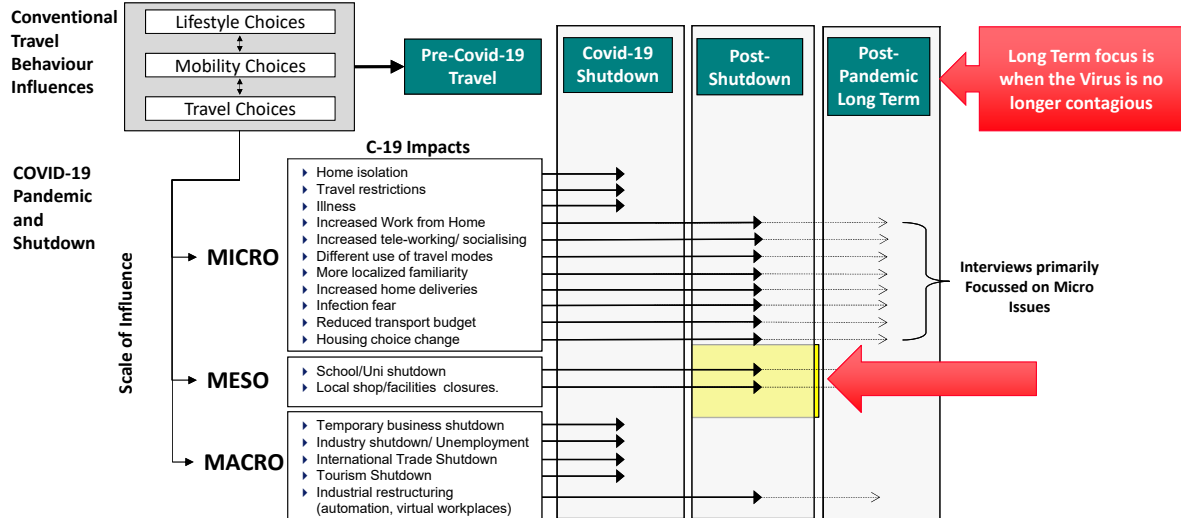 Conventional
Travel
Behaviour
Influences
Lifestyle Choices
Mobility Choices
Travel Choices
Pre-Covid-19
Travel
Covid-19
Shutdown
Post-
Shutdown
Post-
Pandemic
Long Term
Long Term focus is
when the Virus is no
longer contagious
COVID-19
Pandemic
and
Shutdown
Scale of Influence
C-19 Impacts
MICRO
Home isolation
Travel restrictions
Illness
Increased Work from Home
Increased tele-working/ socialising
Different use of travel modes
More localized familiarity
Increased home deliveries
Infection fear
Reduced transport budget
Housing choice change
Interviews primarily
Focussed on Micro
Issues
MESO
School/Uni shutdown
Local shop/facilities closures.
MACRO
Temporary business shutdown
Industry shutdown/ Unemployment
International Trade Shutdown
Tourism Shutdown
Industrial restructuring
(automation, virtual workplaces)